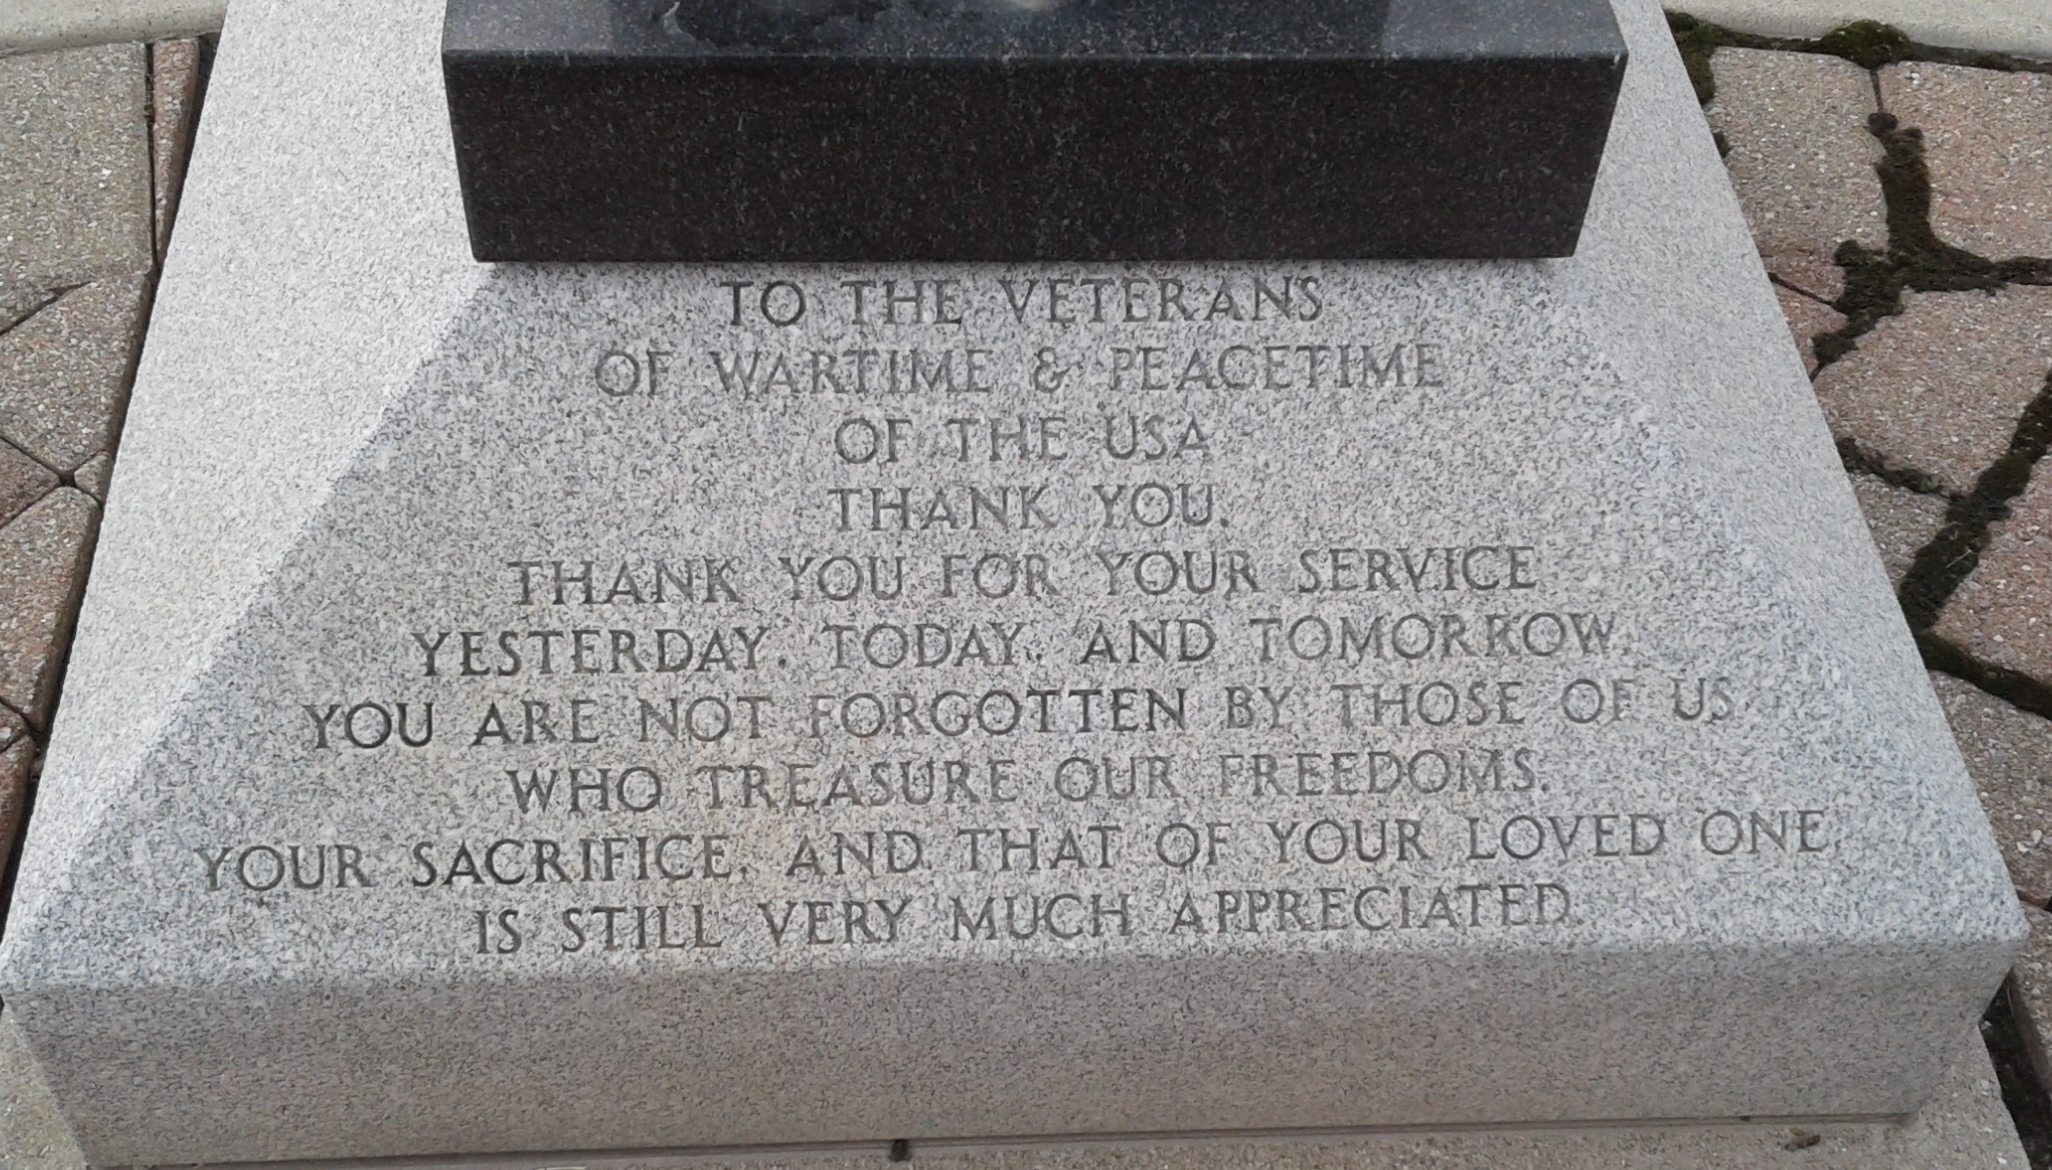 TO THE VETERANS
OF WARTIME & PEACETIME
OF THE USA
THANK YOU.
THANK YOU FOR YOUR SERVICE
YESTERDAY, TODAY, AND TOMORROW.
YOU ARE NOT FORGOTTEN BY THOSE OF US
WHO TREASURE OUR FREEDOMS.
YOUR SACRIFICE, AND THAT OF YOUR LOVED ONE,
IS STILL VERY MUCH APPRECIATED.